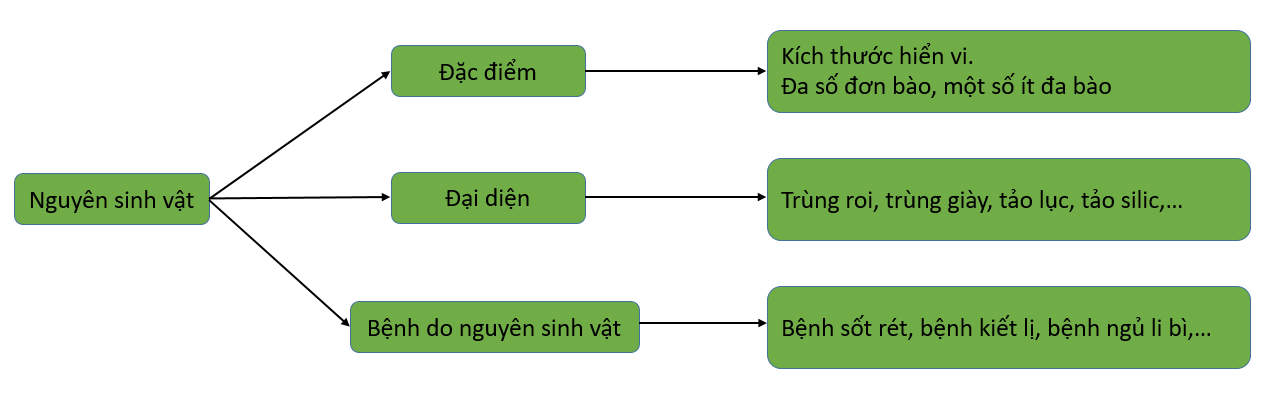 Nguyên sinh vật
Đặc điểm
Kích thước hiển vi.
Đa số đơn bào, một số ít đa bào
Đại diện
Trùng roi, trùng giày, tảo lục, tảo silic,...
Bệnh do nguyên sinh vật
Bệnh sốt rét, bệnh kiết lị, bệnh ngủ li bì,...